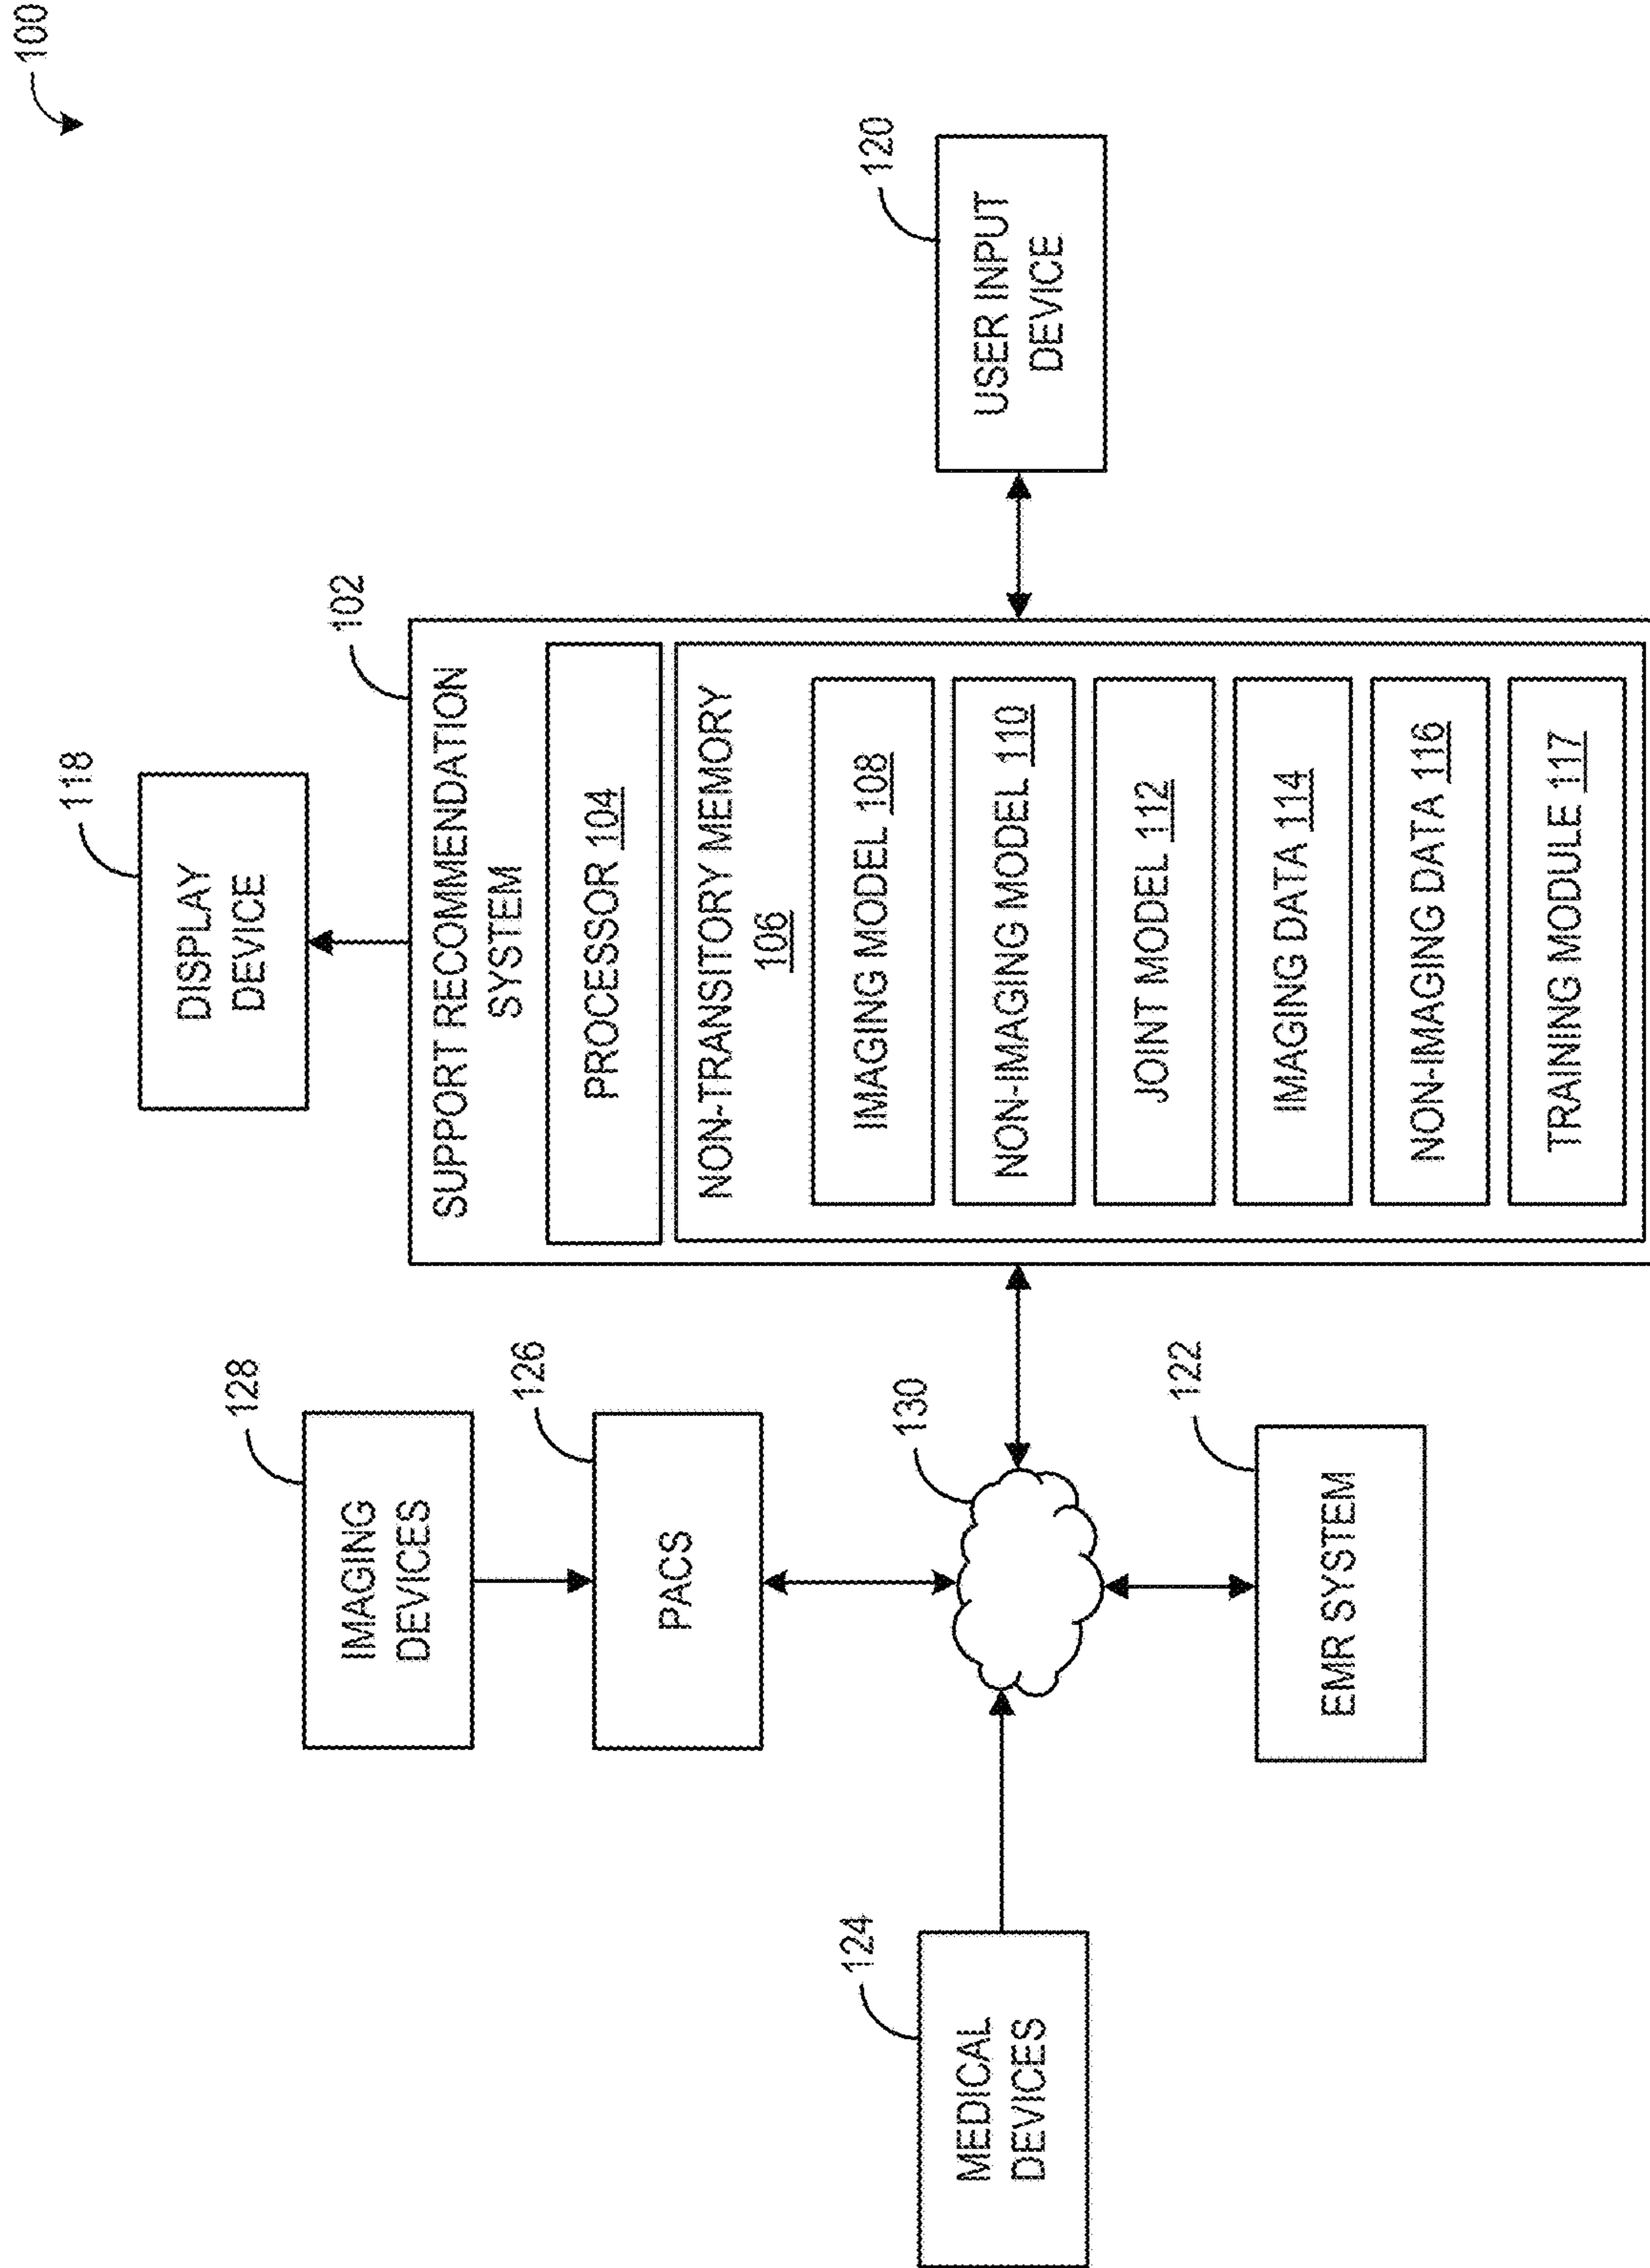 100
128
IMAGING
DEVICES
126
PACS
124
MEDICAL
DEVICES
130
122
EMR SYSTEM
118
DISPLAY
DEVICE
102
SUPPORT RECOMMENDATION
SYSTEM
PROCESSOR 104
NON-TRANSITORY MEMORY
106
IMAGING MODEL 108
NON-IMAGING MODEL 110
JOINT MODEL 112
IMAGING DATA 114
NON-IMAGING DATA 116
TRAINING MODULE 117
120
USER INPUT
DEVICE